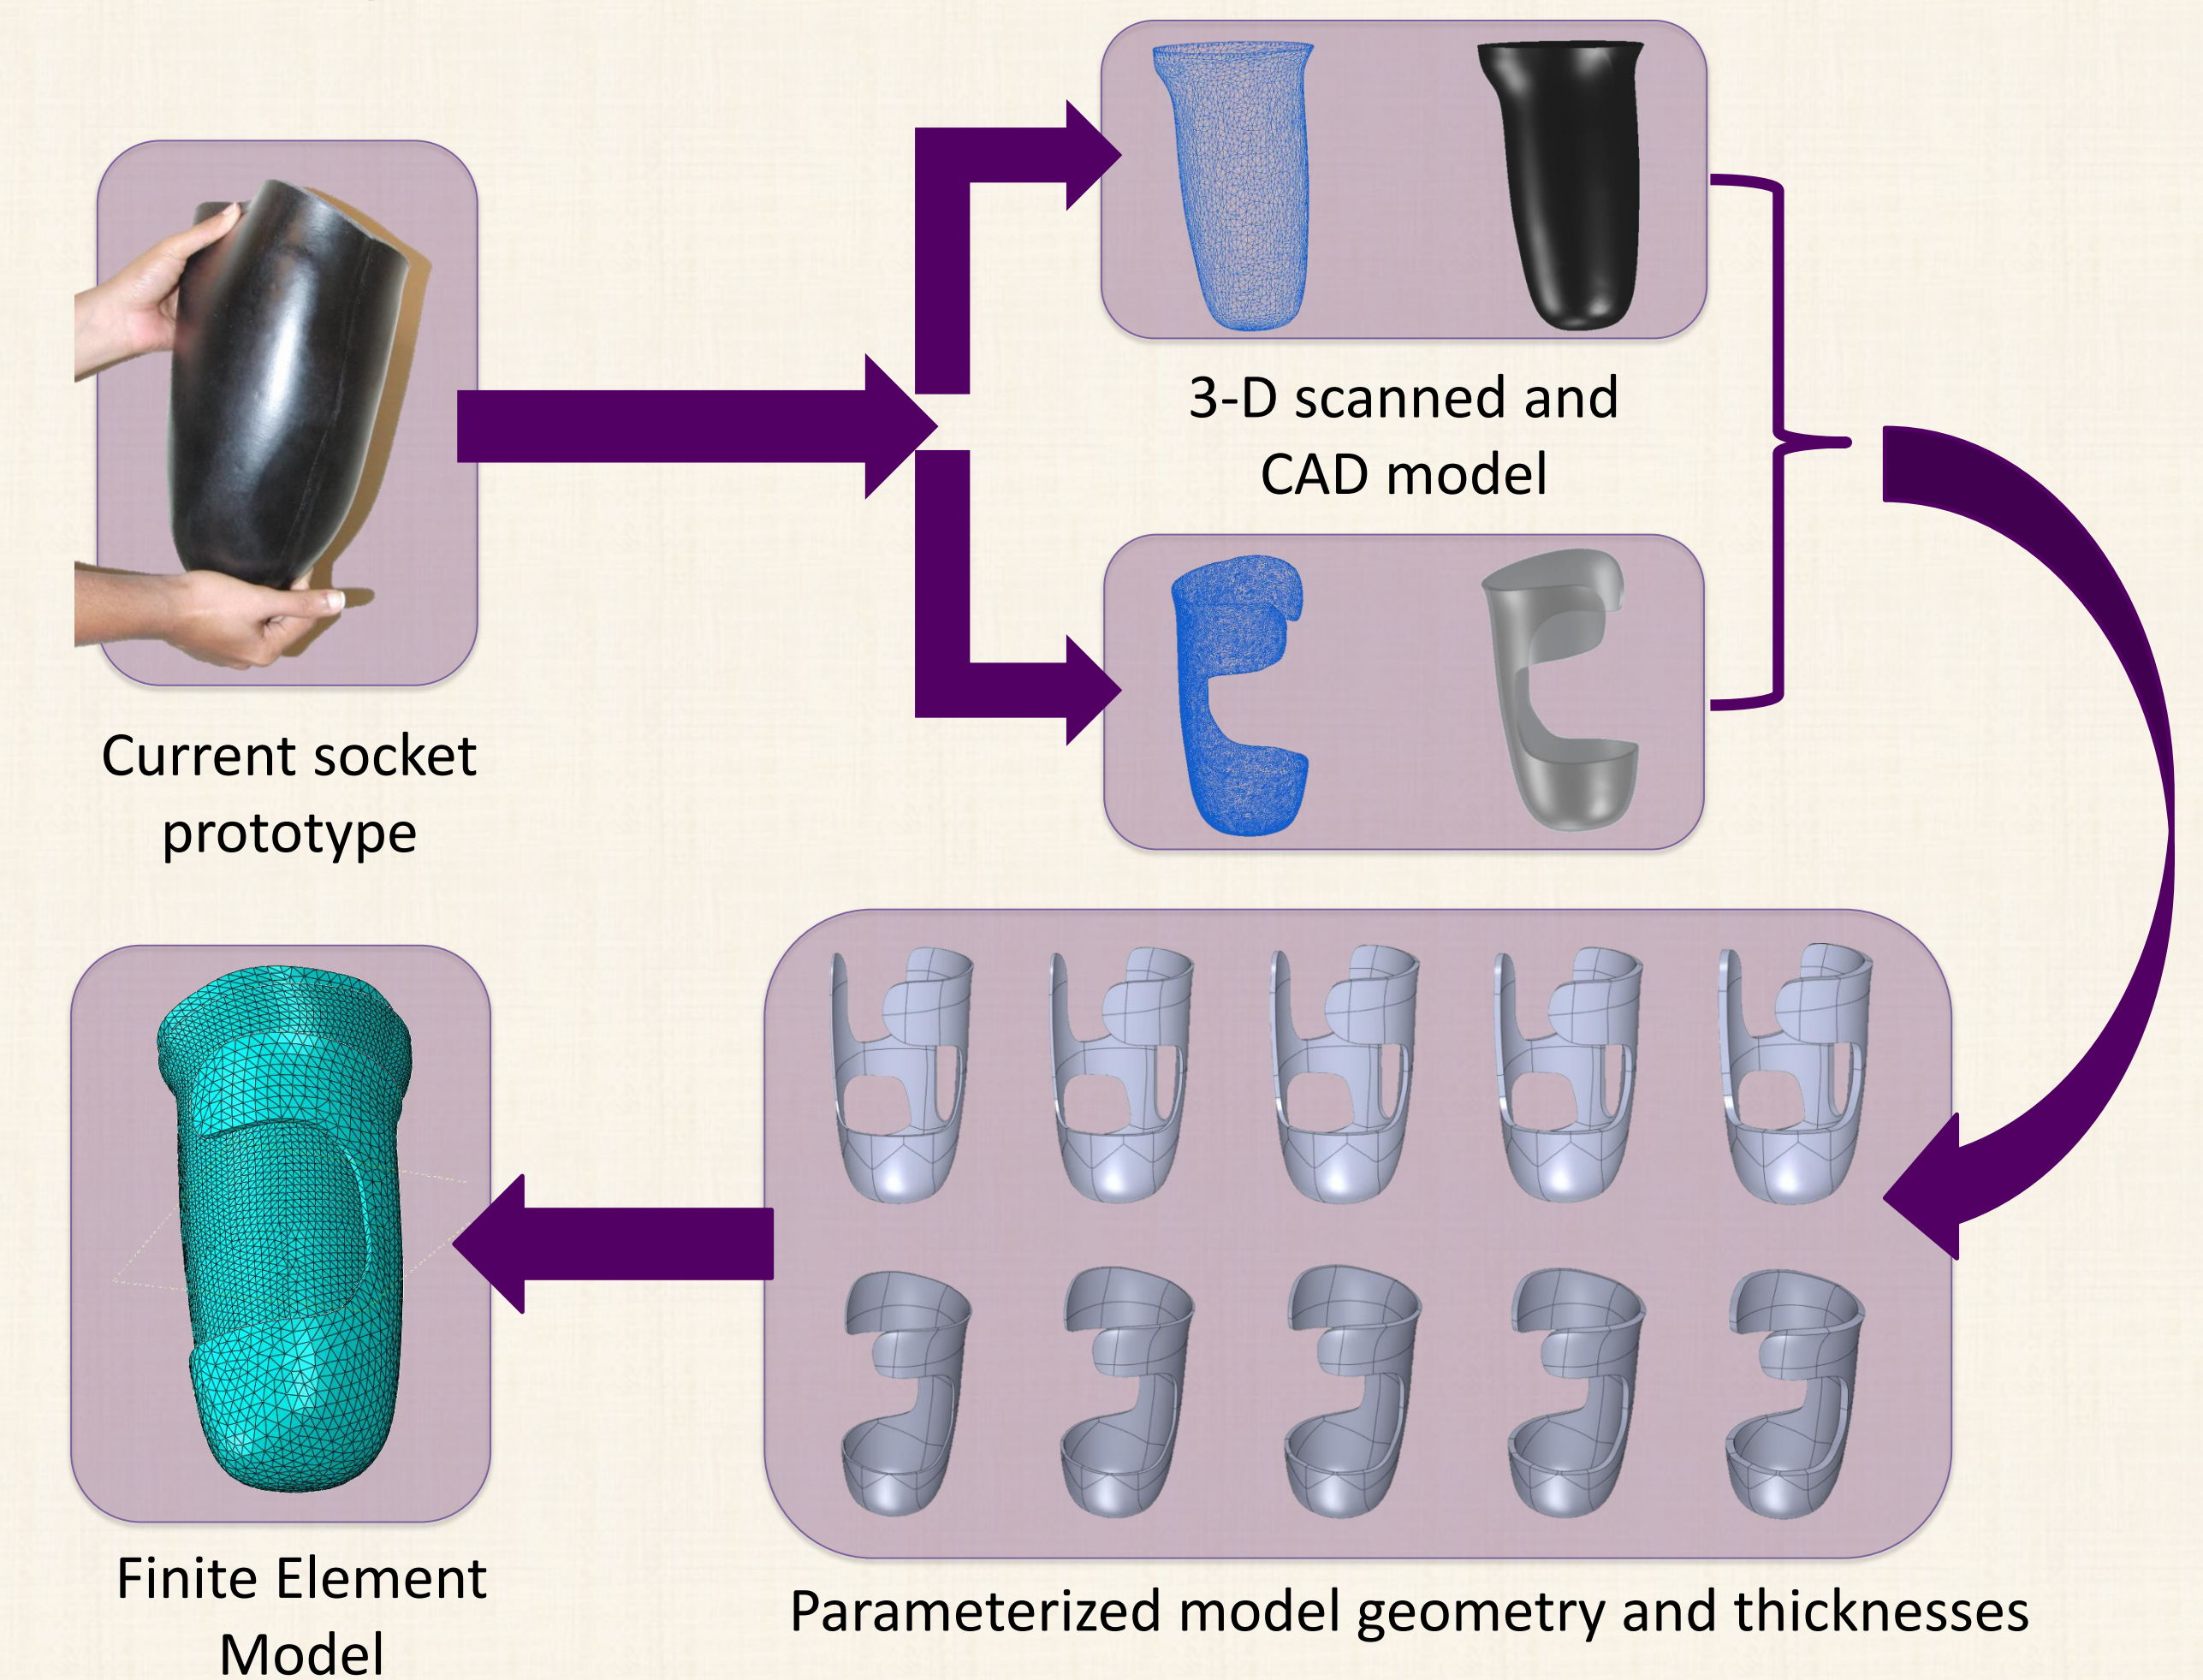 3-D scanned and
CAD model
Current socket
prototype
Finite Element
Model
Parameterized model geometry and thicknesses